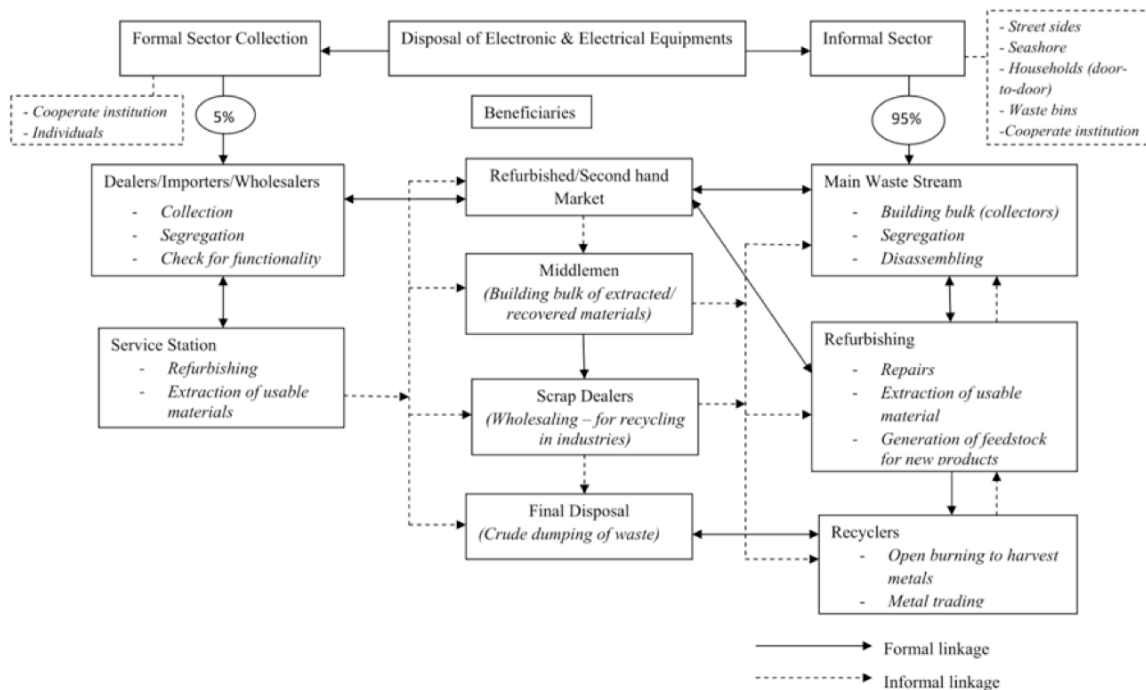 Formal Sector Collection
Disposal of Electronic & Electrical Equipments
Informal Sector
- Street sides
- Seashore
- Households (door-
to-door)
- Waste bins
-Cooperate institution
- Cooperate institution
- Individuals
5%
Beneficiaries
95%
Dealers/Importers/Wholesalers
- Collection
- Segregation
- Check for functionality
Refurbished/Second hand
Market
Main Waste Stream
- Building bulk (collectors)
- Segregation
- Disassembling
Middlemen
(Building bulk of extracted/
recovered materials)
Service Station
- Refurbishing
- Extraction of usable
materials
Refurbishing
- Repairs
- Extraction of usable
material
- Generation of feedstock
for new products
Scrap Dealers
(Wholesaling – for recycling
in industries)
Final Disposal
(Crude dumping of waste)
Recyclers
- Open burning to harvest
metals
- Metal trading
Formal linkage
Informal linkage